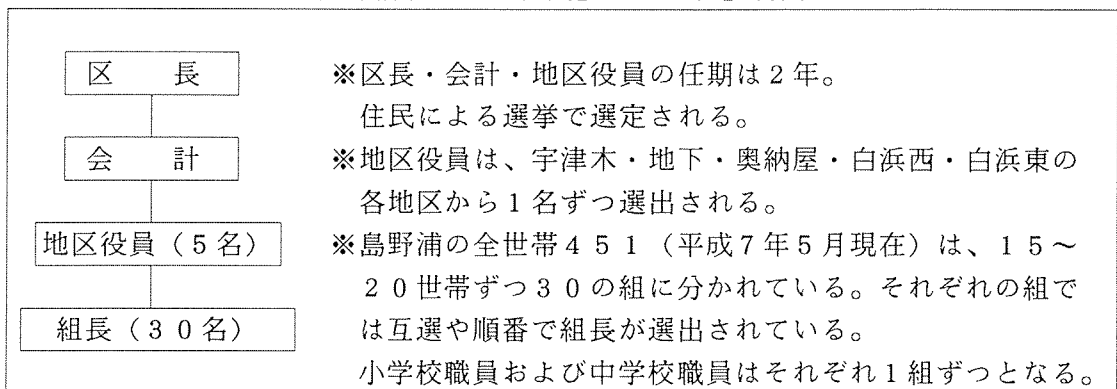 区　　長
会　　計
地区役員（５名）
組長（３０名）
※区長・会計・地区役員の任期は２年。
住民による選挙で選定される。
※地区役員は、宇津木・地下・奥納屋・白浜西・白浜東の
各地区から１名ずつ選出される。
※島野浦の全世帯４５１（平成７年５月現在）は、１５～
２０世帯ずつ３０の組に分かれている。それぞれの組で
は互選や順番で組長が選出されている。
小学校職員および中学校職員はそれぞれ１組ずつとなる。